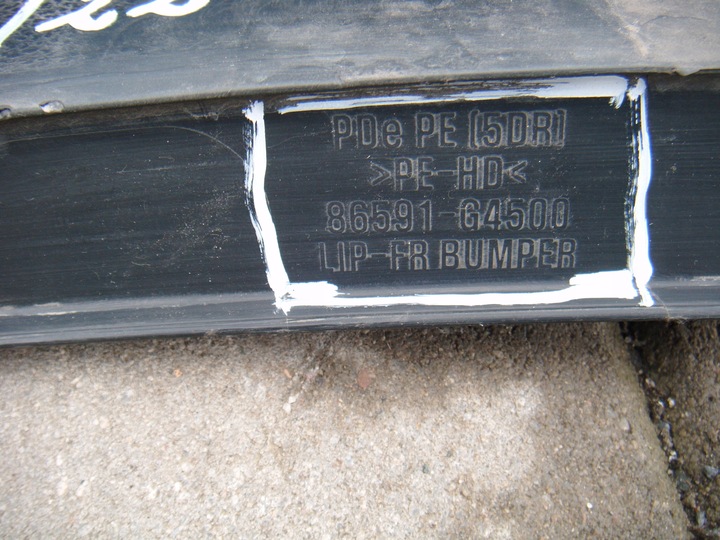 PDe PE (5DR)
>PE-HD<
86591-G4500
LIP-FR BUMPER